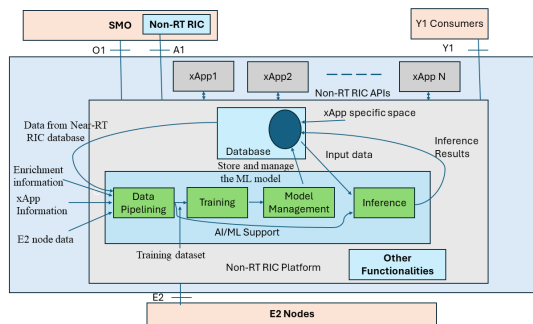 SMO
Non-RT RIC
Y1 Consumers
O1
A1
Y1
xApp1
xApp2
xApp N
Non-RT RIC APIs
Data from Near-RT
RIC database
xApp specific space
Database
Input data
Inference
Results
Store and manage
the ML model
Enrichment
information
xApp
Information
E2 node data
Data
Pipelining
Training
Model
Management
Inference
AI/ML Support
Training dataset
Non-RT RIC Platform
Other
Functionalities
E2
E2 Nodes